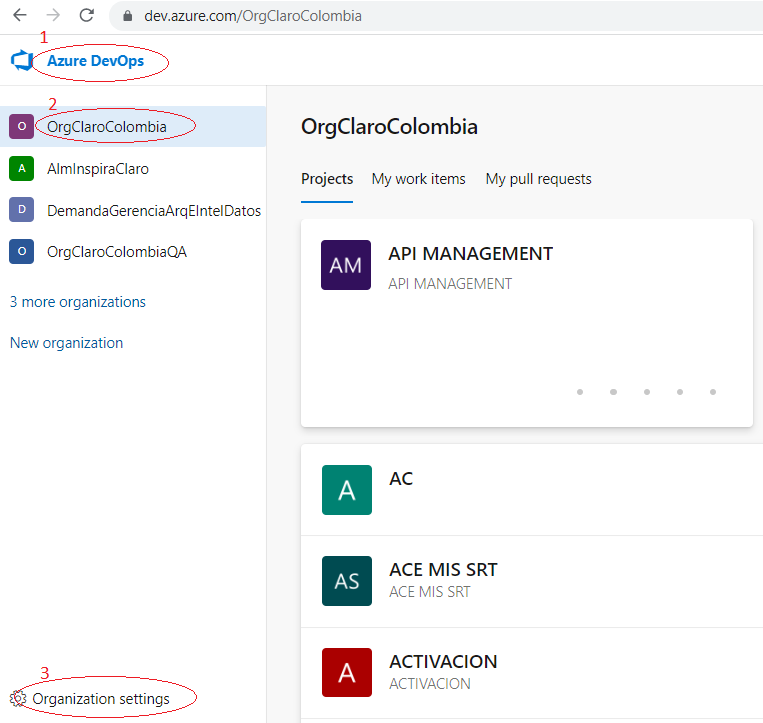 dev.azure.com/OrgClaroColombia
1
Azure DevOps
2
O OrgClaroColombia
A AlmInspiraClaro
D DemandaGerenciaArqEIntelDatos
O OrgClaroColombiaQA
3 more organizations
New organization
3
Organization settings
OrgClaroColombia
Projects My work items My pull requests
AM API MANAGEMENT
API MANAGEMENT
A AC
AS ACE MIS SRT
ACE MIS SRT
A ACTIVACION
ACTIVACION